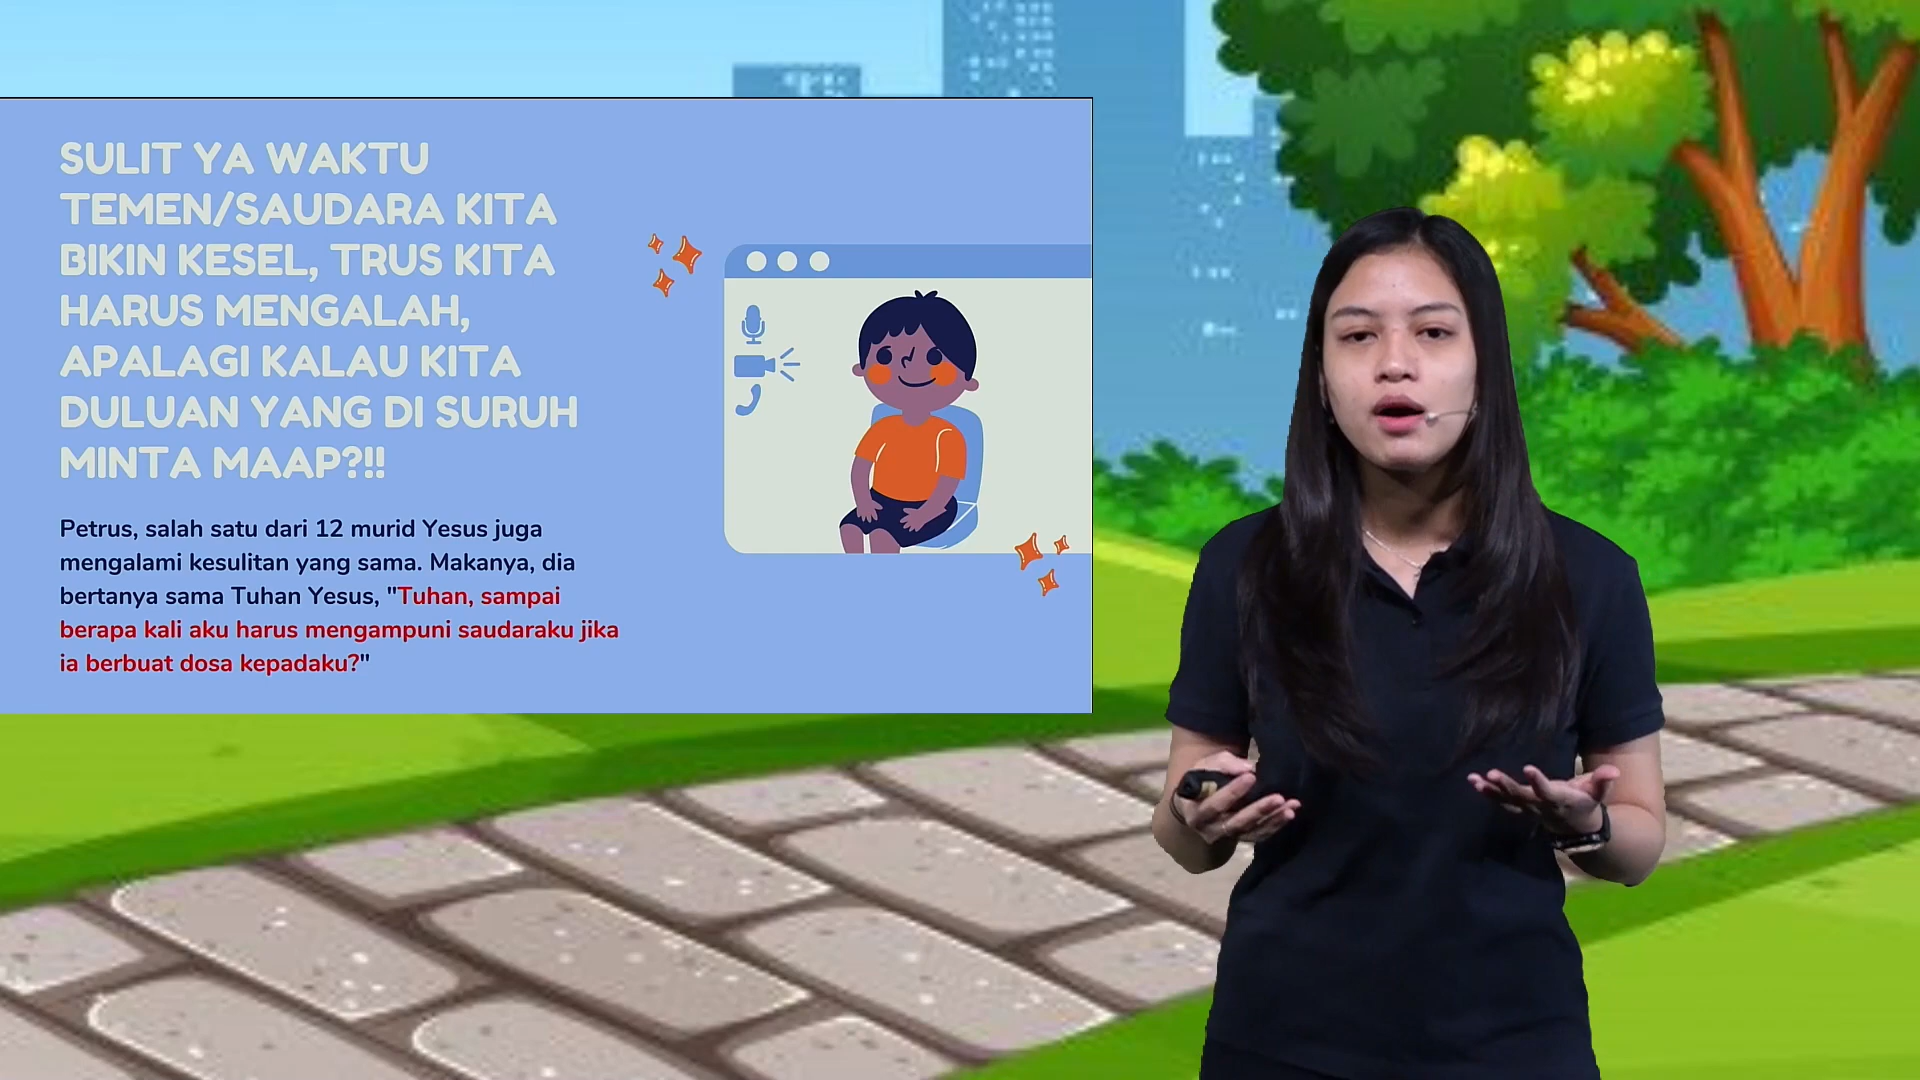 SULIT YA WAKTU
TEMEN/SAUDARA KITA
BIKIN KESEL, TRUS KITA
HARUS MENGALAH,
APALAGI KALAU KITA
DULUAN YANG DI SURUH
MINTA MAAP?!!
Petrus, salah satu dari 12 murid Yesus juga
mengalami kesulitan yang sama. Makanya, dia
bertanya sama Tuhan Yesus, "Tuhan, sampai
berapa kali aku harus mengampuni saudaraku jika
ia berbuat dosa kepadaku?"